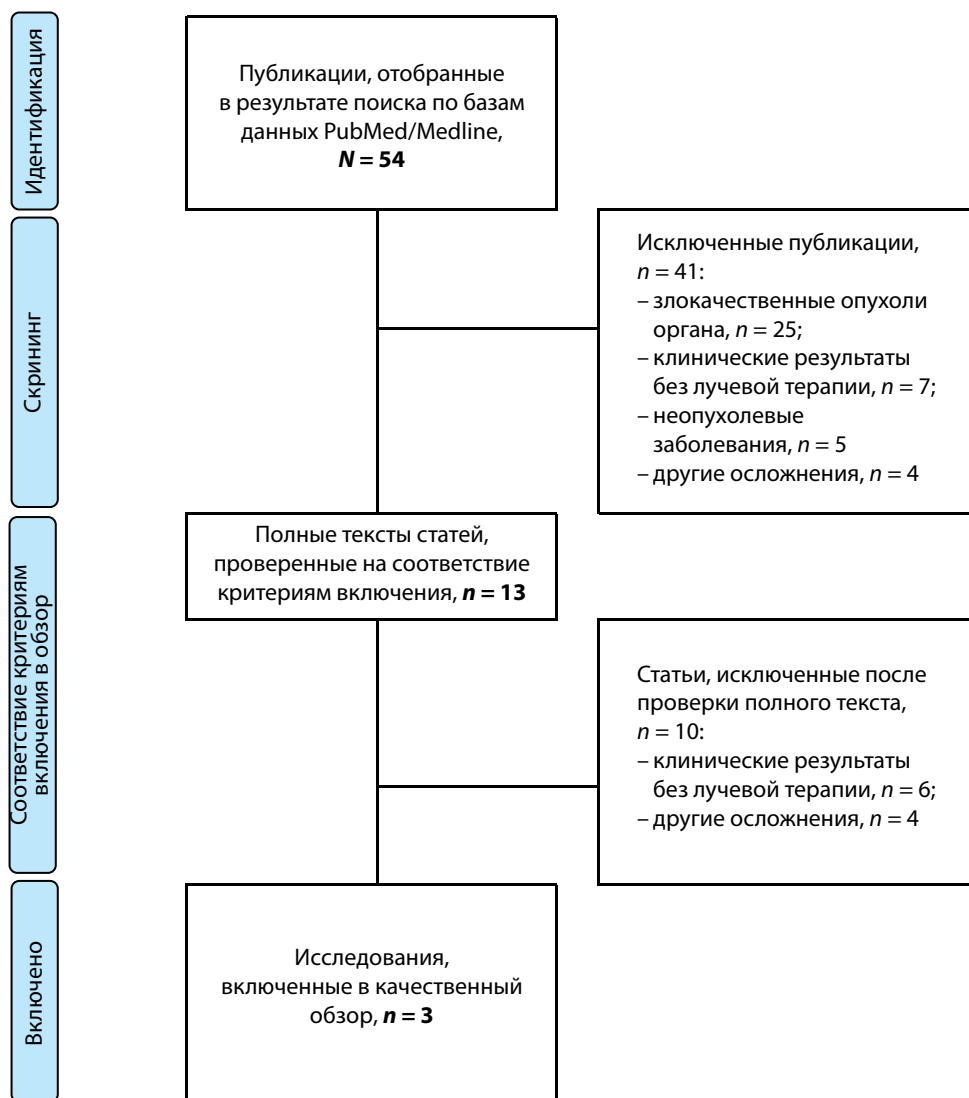 Идентификация
Публикации, отобранные
в результате поиска по базам
данных PubMed/Medline,
N = 54
Скрининг
Исключенные публикации,
n = 41:
– злокачественные опухоли
органа, n = 25;
– клинические результаты
без лучевой терапии, n = 7;
– неопухолевые
заболевания, n = 5
– другие осложнения, n = 4
Соответствие критериям
включения в обзор
Полные тексты статей,
проверенные на соответствие
критериям включения, n = 13
Статьи, исключенные после
проверки полного текста,
n = 10:
– клинические результаты
без лучевой терапии, n = 6;
– другие осложнения, n = 4
Включено
Исследования,
включенные в качественный
обзор, n = 3